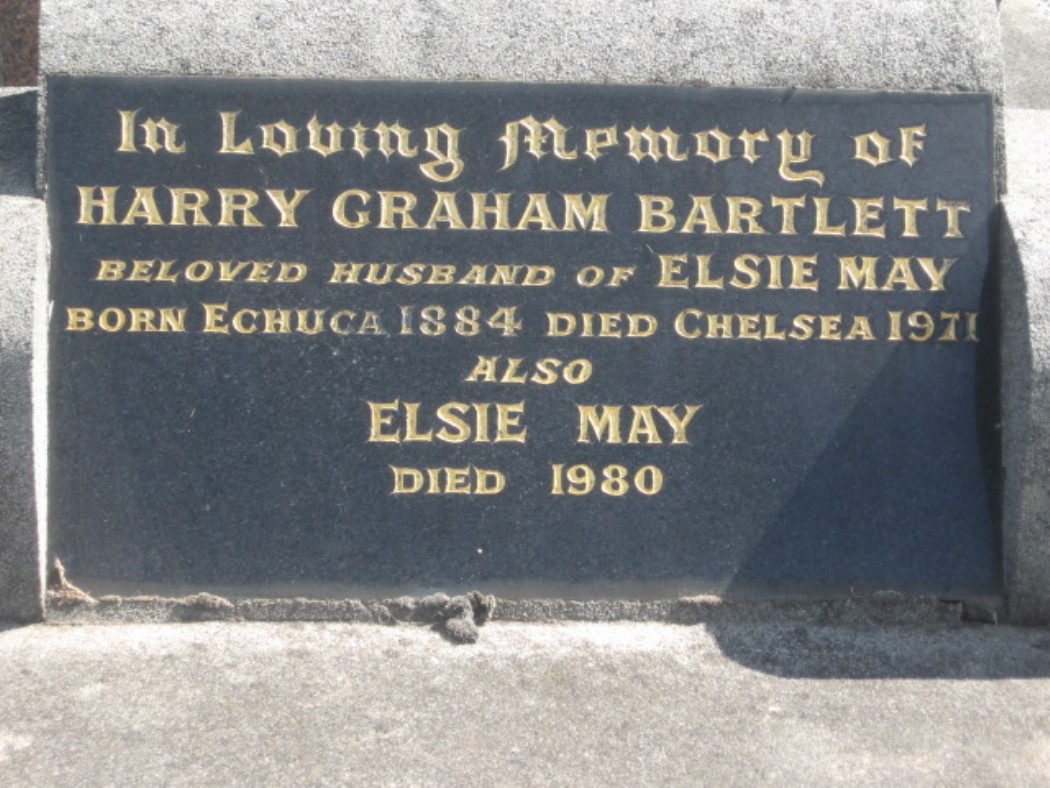 In Loving Memory of
HARRY GRAHAM BARTLETT
BELOVED HUSBAND OF ELSIE MAY
BORN ECHUCA 1884 DIED CHELSEA 1971
ALSO
ELSIE MAY
DIED 1980